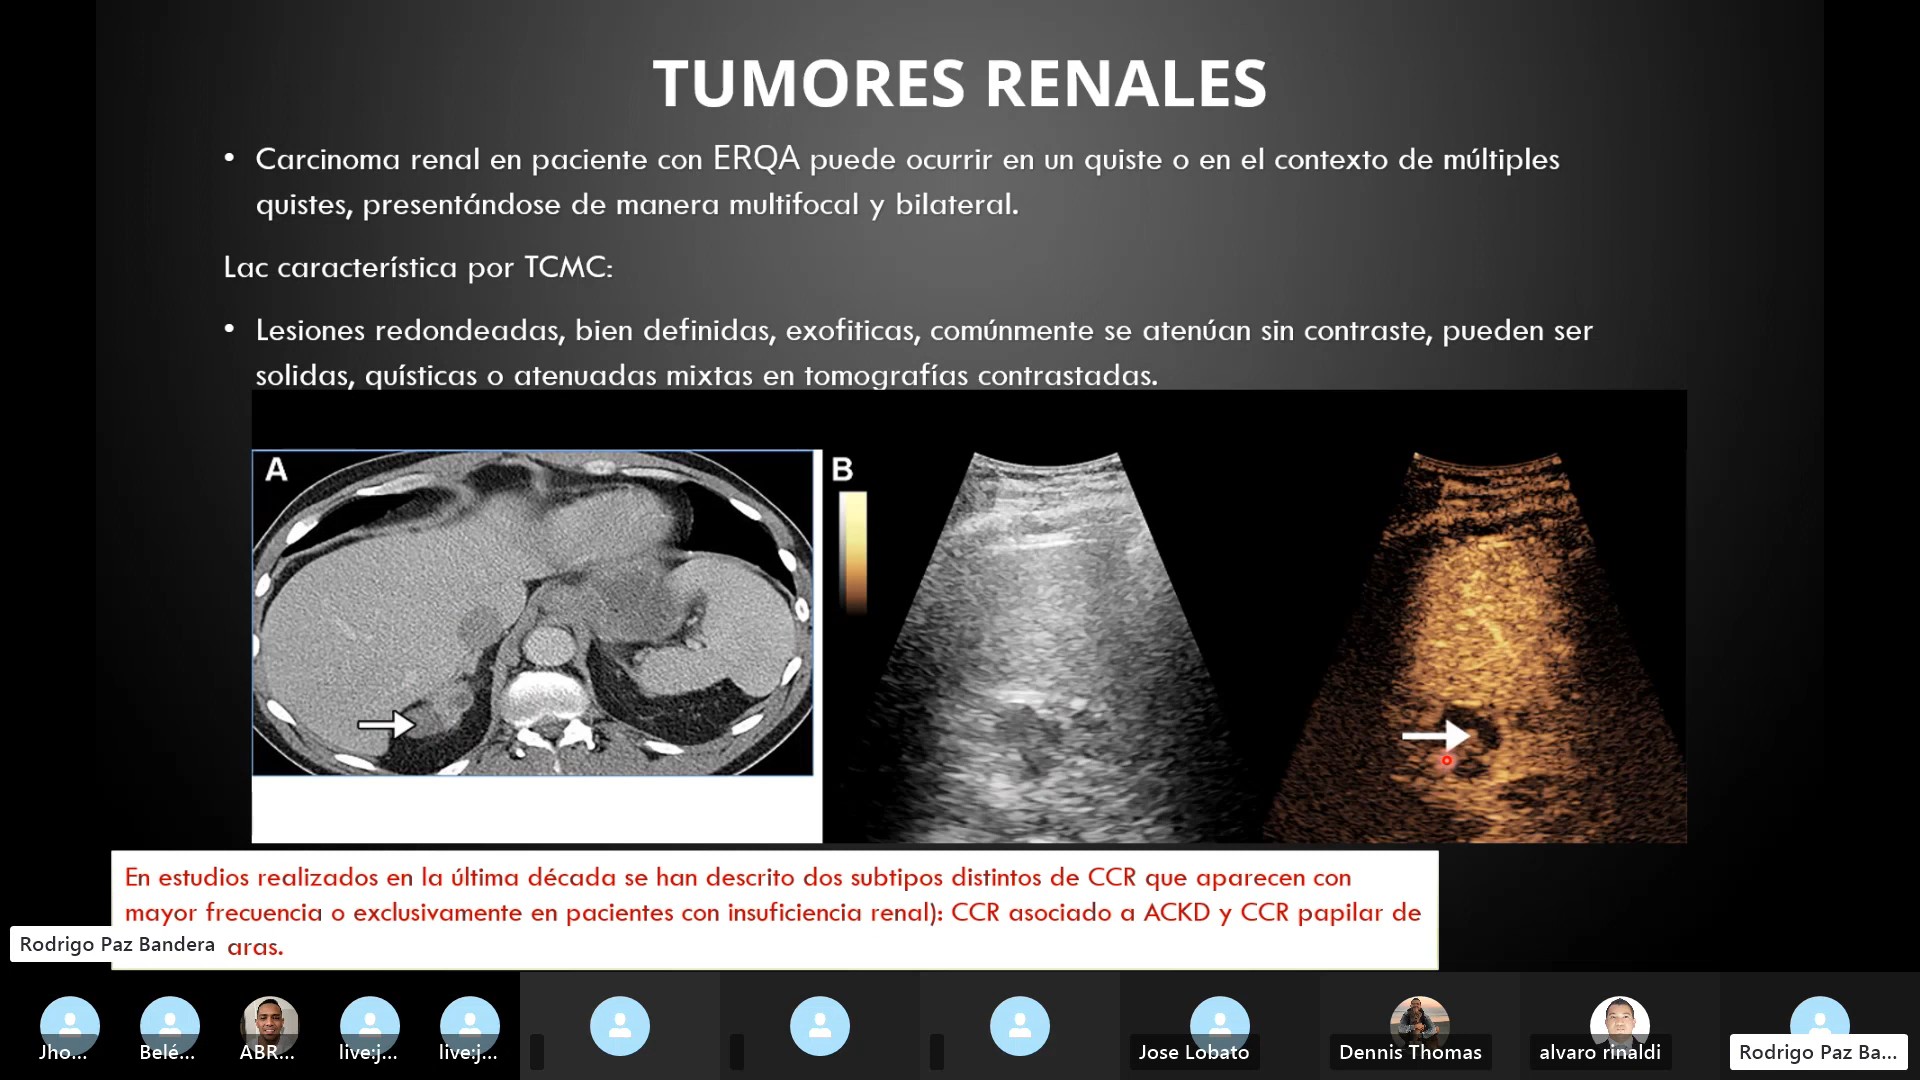 TUMORES RENALES
• Carcinoma renal en paciente con ERQA puede ocurrir en un quiste o en el contexto de múltiples
quistes, presentándose de manera multifocal y bilateral.
Lac característica por TCMC:
• Lesiones redondeadas, bien definidas, exofiticas, comúnmente se atenúan sin contraste, pueden ser
solidas, quísticas o atenuadas mixtas en tomografías contrastadas.
A
B
En estudios realizados en la última década se han descrito dos subtipos distintos de CCR que aparecen con
mayor frecuencia o exclusivamente en pacientes con insuficiencia renal): CCR asociado a ACKD y CCR papilar de
aras.
Rodrigo Paz Bandera
Jho...
Belé...
ABR...
live:j...
live:j...
Jose Lobato
Dennis Thomas
alvaro rinaldi
Rodrigo Paz Ba...